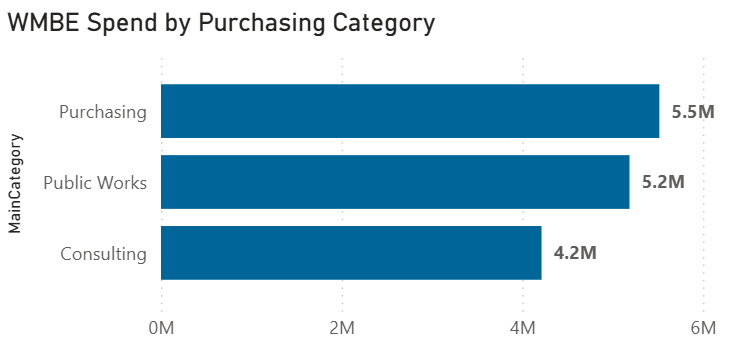 WMBE Spend by Purchasing Category
MainCategory
Purchasing
5.5M
Public Works
5.2M
Consulting
4.2M
0M
2M
4M
6M